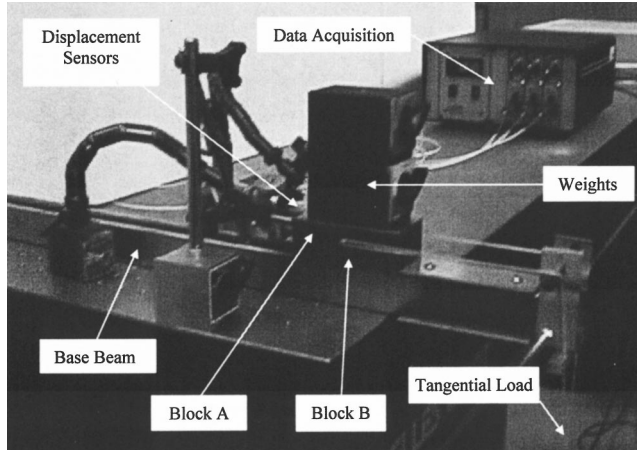 Displacement
Sensors
Data Acquisition
Weights
Base Beam
Block A
Block B
Tangential Load